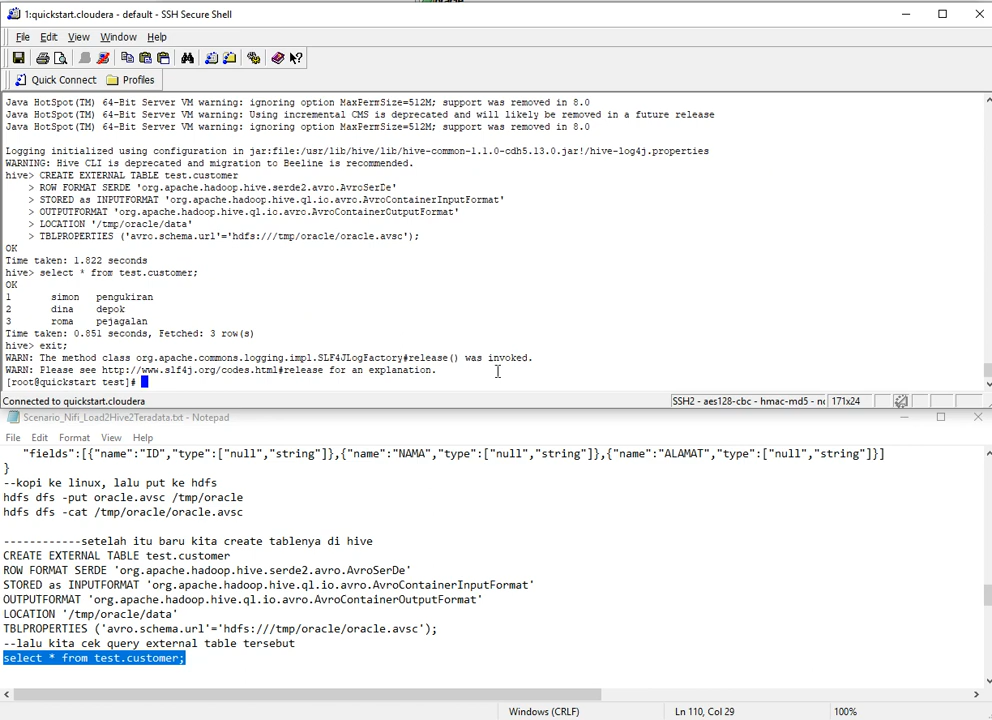 1:quickstart.cloudera - default - SSH Secure Shell
File Edit View Window Help
Quick Connect Profiles
Java HotSpot(TM) 64-Bit Server VM warning: ignoring option MaxPermSize=512M; support was removed in 8.0
Java HotSpot(TM) 64-Bit Server VM warning: Using incremental CMS is deprecated and will likely be removed in a future release
Java HotSpot(TM) 64-Bit Server VM warning: ignoring option MaxPermSize=512M; support was removed in 8.0
Logging initialized using configuration in jar:file:/usr/lib/hive/lib/hive-common-1.1.0-cdh5.13.0.jar!/hive-log4j.properties
WARNING: Hive CLI is deprecated and migration to Beeline is recommended.
hive> CREATE EXTERNAL TABLE test.customer
    > ROW FORMAT SERDE 'org.apache.hadoop.hive.serde2.avro.AvroSerDe'
    > STORED as INPUTFORMAT 'org.apache.hadoop.hive.ql.io.avro.AvroContainerInputFormat'
    > OUTPUTFORMAT 'org.apache.hadoop.hive.ql.io.avro.AvroContainerOutputFormat'
    > LOCATION '/tmp/oracle/data'
    > TBLPROPERTIES ('avro.schema.url'='hdfs:///tmp/oracle/oracle.avsc');
OK
Time taken: 1.822 seconds
hive> select * from test.customer;
OK
1 simon pengukiran
2 dina depok
3 roma pejagalan
Time taken: 0.851 seconds, Fetched: 3 row(s)
hive> exit;
WARN: The method class org.apache.commons.logging.impl.SLF4JLogFactory#release() was invoked.
WARN: Please see http://www.slf4j.org/codes.html#release for an explanation.
[root@quickstart test]#
Connected to quickstart.cloudera SSH2 - aes128-cbc - hmac-md5 - 171x24
Scenario_Nifi_Load2Hive2Teradata.txt - Notepad
File Edit Format View Help
"fields":[{"name":"ID","type":["null","string"]},{"name":"NAMA","type":["null","string"]},{"name":"ALAMAT","type":["null","string"]}]
}
--kopi ke linux, lalu put ke hdfs
hdfs dfs -put oracle.avsc /tmp/oracle
hdfs dfs -cat /tmp/oracle/oracle.avsc
------------setelah itu baru kita create tablenya di hive
CREATE EXTERNAL TABLE test.customer
ROW FORMAT SERDE 'org.apache.hadoop.hive.serde2.avro.AvroSerDe'
STORED as INPUTFORMAT 'org.apache.hadoop.hive.ql.io.avro.AvroContainerInputFormat'
OUTPUTFORMAT 'org.apache.hadoop.hive.ql.io.avro.AvroContainerOutputFormat'
LOCATION '/tmp/oracle/data'
TBLPROPERTIES ('avro.schema.url'='hdfs:///tmp/oracle/oracle.avsc');
--lalu kita cek query external table tersebut
select * from test.customer;
Windows (CRLF) Ln 110, Col 29 100%